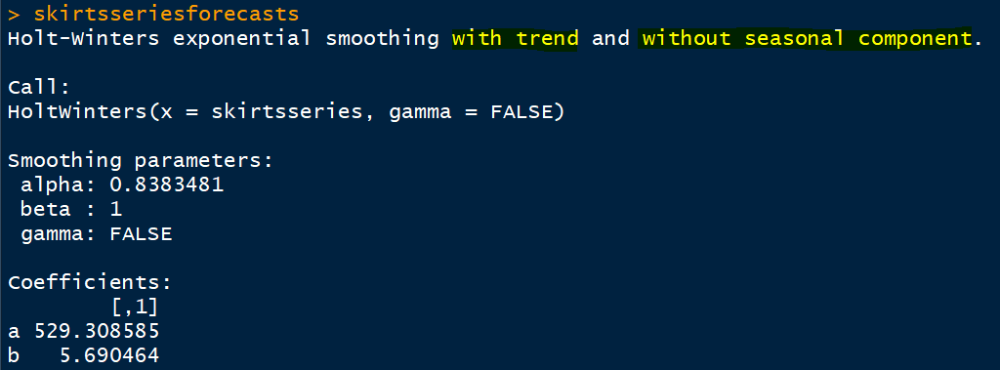 > skirtsseriesforecasts
Holt-Winters exponential smoothing with trend and without seasonal component.
Call:
HoltWinters(x = skirtsseries, gamma = FALSE)
Smoothing parameters:
 alpha: 0.8383481
 beta : 1
 gamma: FALSE
Coefficients:
        [,1]
a 529.308585
b   5.690464